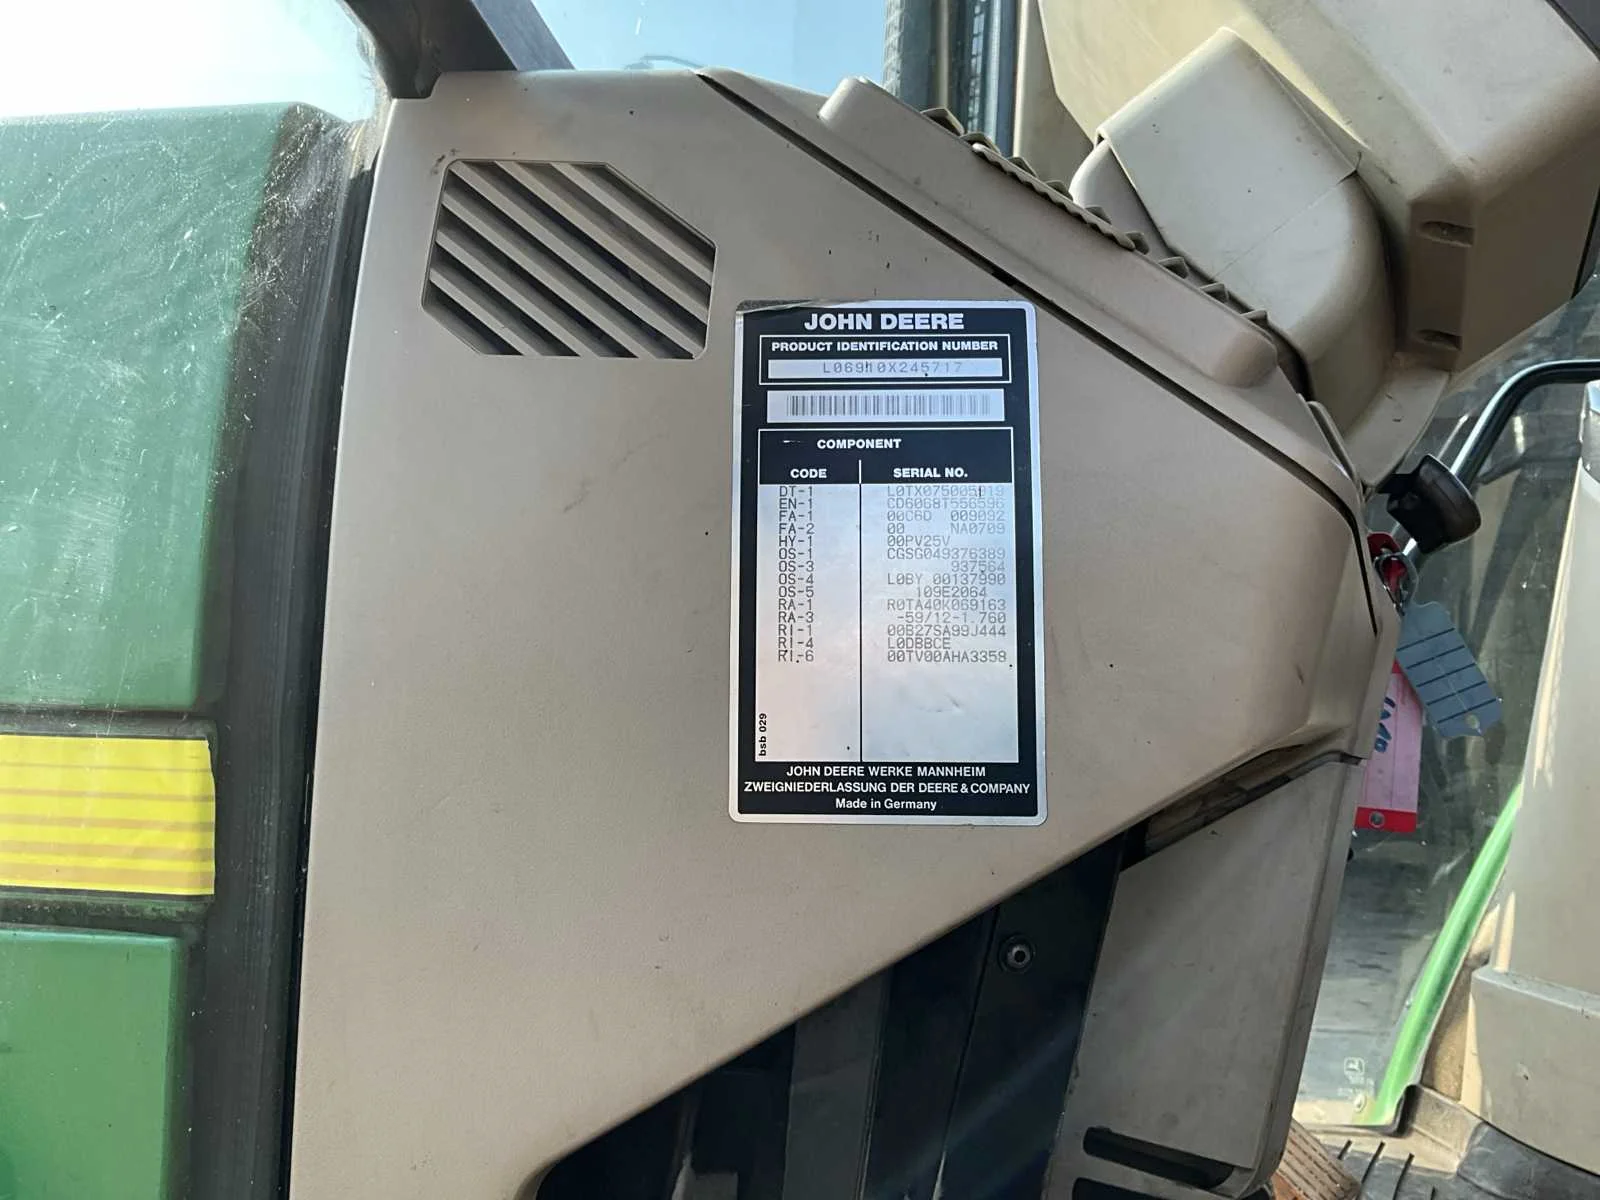 JOHN DEERE
PRODUCT IDENTIFICATION NUMBER
L06910X245717
COMPONENT
CODE SERIAL NO.
DT-1
EN-1 CD6068T556596
FA-1 00C6D 009092
FA-2 00 NA0709
HY-1 00PV25V
OS-1 CGSG049376389
OS-3 937564
OS-4 L0BY 00137990
OS-5 109E2064
RA-1 R0TA40K069163
RA-3 -59/12-1.760
RI-1 00B27SA99J444
RI-4 L0DBBCE
RI-6 00TV00AHA3358
bsb 029
JOHN DEERE WERKE MANNHEIM
ZWEIGNIEDERLASSUNG DER DEERE & COMPANY
Made in Germany